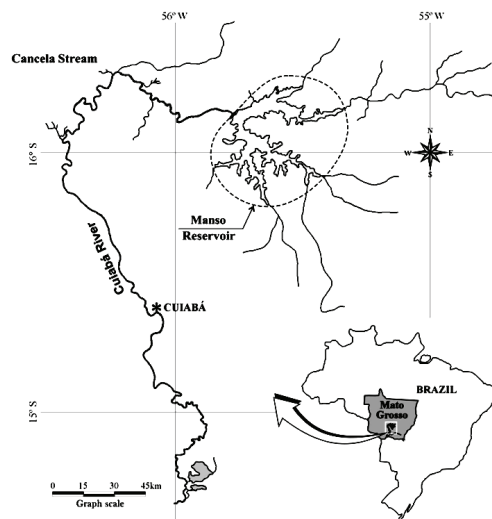 56° W
55° W
Cancela Stream
16° S
N
W
E
S
Manso
Reservoir
Cuiabá River
CUIABÁ
BRAZIL
Mato
Grosso
15° S
0 15 30 45km
Graph scale